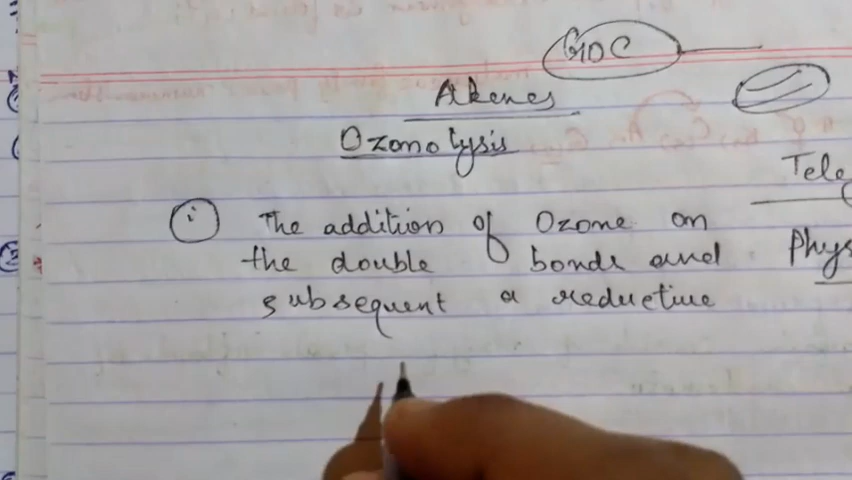 GOC
Alkenes
Ozonolysis
Tele
i The addition of Ozone on
the double bonds and
Phys
subsequent a reductive